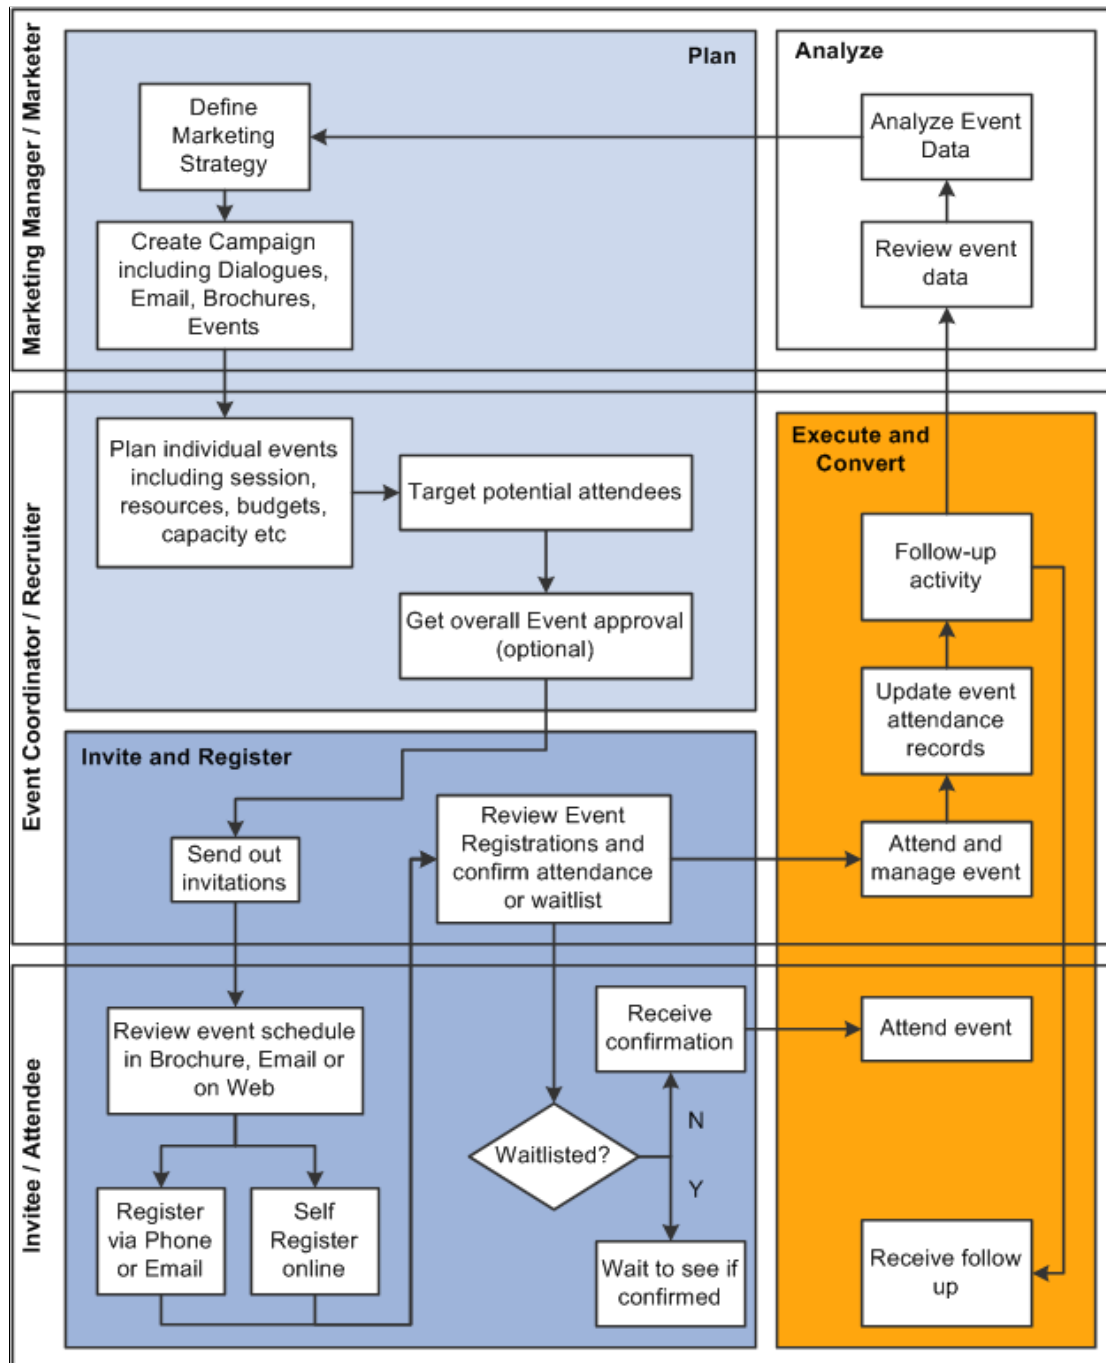 Marketing Manager / Marketer
Plan
Define
Marketing
Strategy
Create Campaign
including Dialogues,
Email, Brochures,
Events
Analyze
Analyze Event
Data
Review event
data
Event Coordinator / Recruiter
Plan individual events
including session,
resources, budgets,
capacity etc
Target potential attendees
Get overall Event approval
(optional)
Execute and
Convert
Follow-up
activity
Update event
attendance
records
Attend and
manage event
Invite and Register
Send out
invitations
Review Event
Registrations and
confirm attendance
or waitlist
Invitee / Attendee
Review event schedule
in Brochure, Email or
on Web
Register
via Phone
or Email
Self
Register
online
Waitlisted?
N
Y
Receive
confirmation
Wait to see if
confirmed
Attend event
Receive follow
up